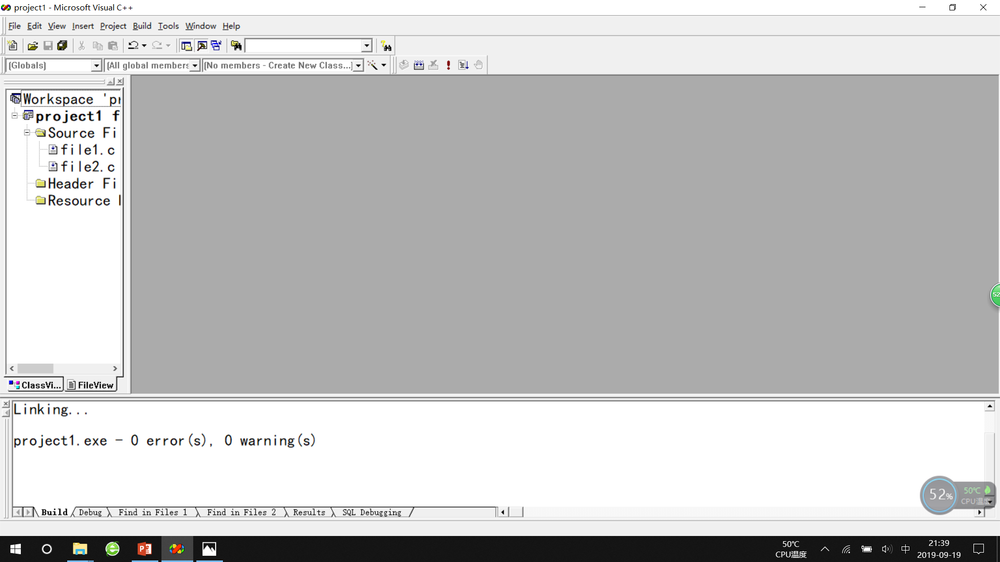 project1 - Microsoft Visual C++
File Edit View Insert Project Build Tools Window Help
(Globals) (All global members [No members - Create New Class...]
Workspace 'pr
project1 f
Source Fi
file1.c
file2.c
Header Fi
Resource
ClassVi... FileView
Linking...
project1.exe - 0 error(s), 0 warning(s)
Build Debug Find in Files 1 Find in Files 2 Results SQL Debugging
52
52% 50℃
CPU温度
50℃
CPU温度
中
21:39
2019-09-19